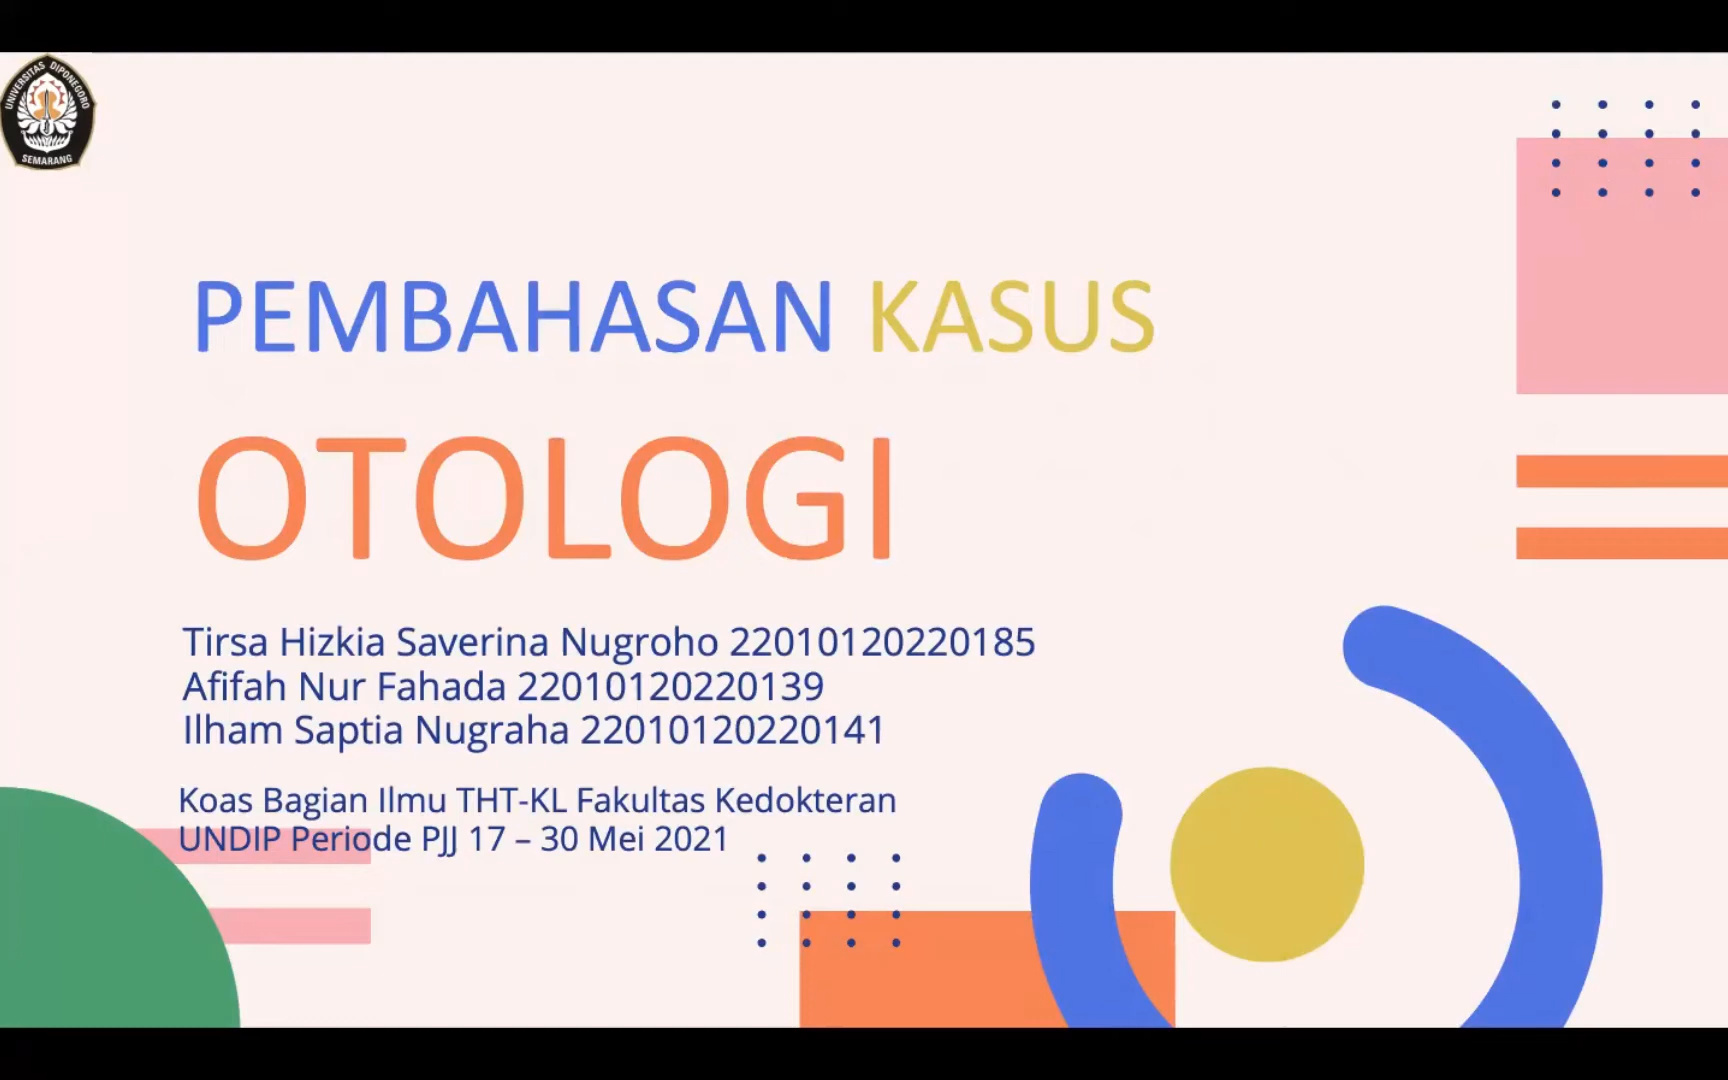 UNIVERSITAS DIPONEGORO
SEMARANG
PEMBAHASAN KASUS
OTOLOGI
Tirsa Hizkia Saverina Nugroho 22010120220185
Afifah Nur Fahada 22010120220139
Ilham Saptia Nugraha 22010120220141
Koas Bagian Ilmu THT-KL Fakultas Kedokteran
UNDIP Periode PJJ 17 – 30 Mei 2021